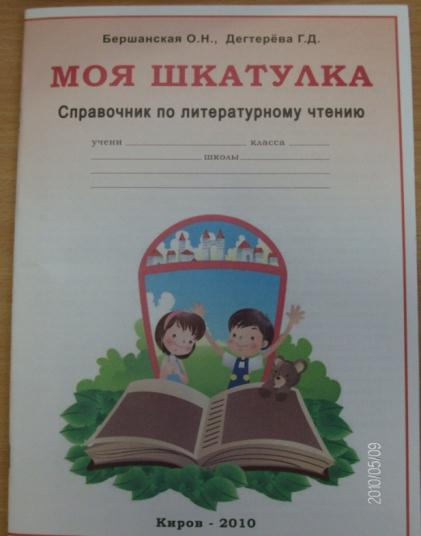 Бершанская О.Н., Дегтерёва Г.Д.
МОЯ ШКАТУЛКА
Справочник по литературному чтению
учени класса
школы
Киров - 2010
2010/05/09